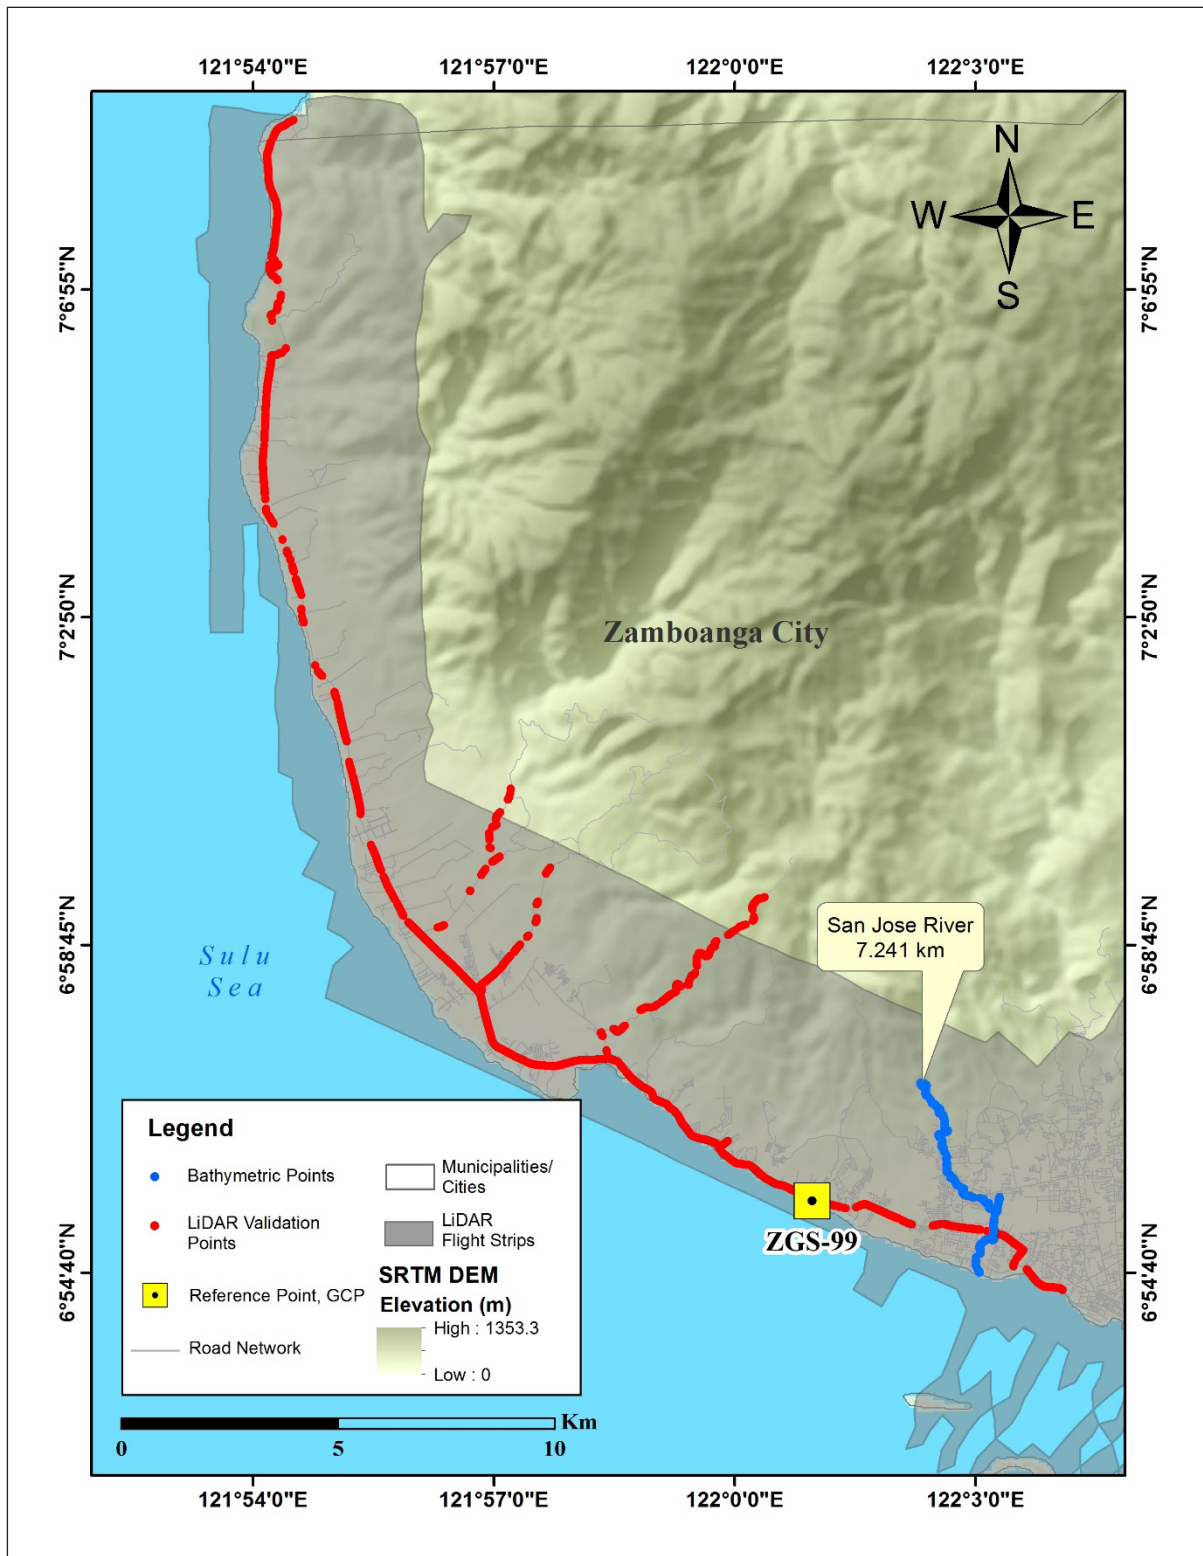 121°54'0"E
121°57'0"E
122°0'0"E
122°3'0"E
N
W
E
S
7°6'55"N
7°6'55"N
7°2'50"N
7°2'50"N
Zamboanga City
6°58'45"N
6°58'45"N
San Jose River
7.241 km
Sulu
Sea
ZGS-99
6°54'40"N
6°54'40"N
Legend
Bathymetric Points
LiDAR Validation
Points
Reference Point, GCP
Road Network
Municipalities/
Cities
LiDAR
Flight Strips
SRTM DEM
Elevation (m)
High : 1353.3
Low : 0
Km
0
5
10
121°54'0"E
121°57'0"E
122°0'0"E
122°3'0"E